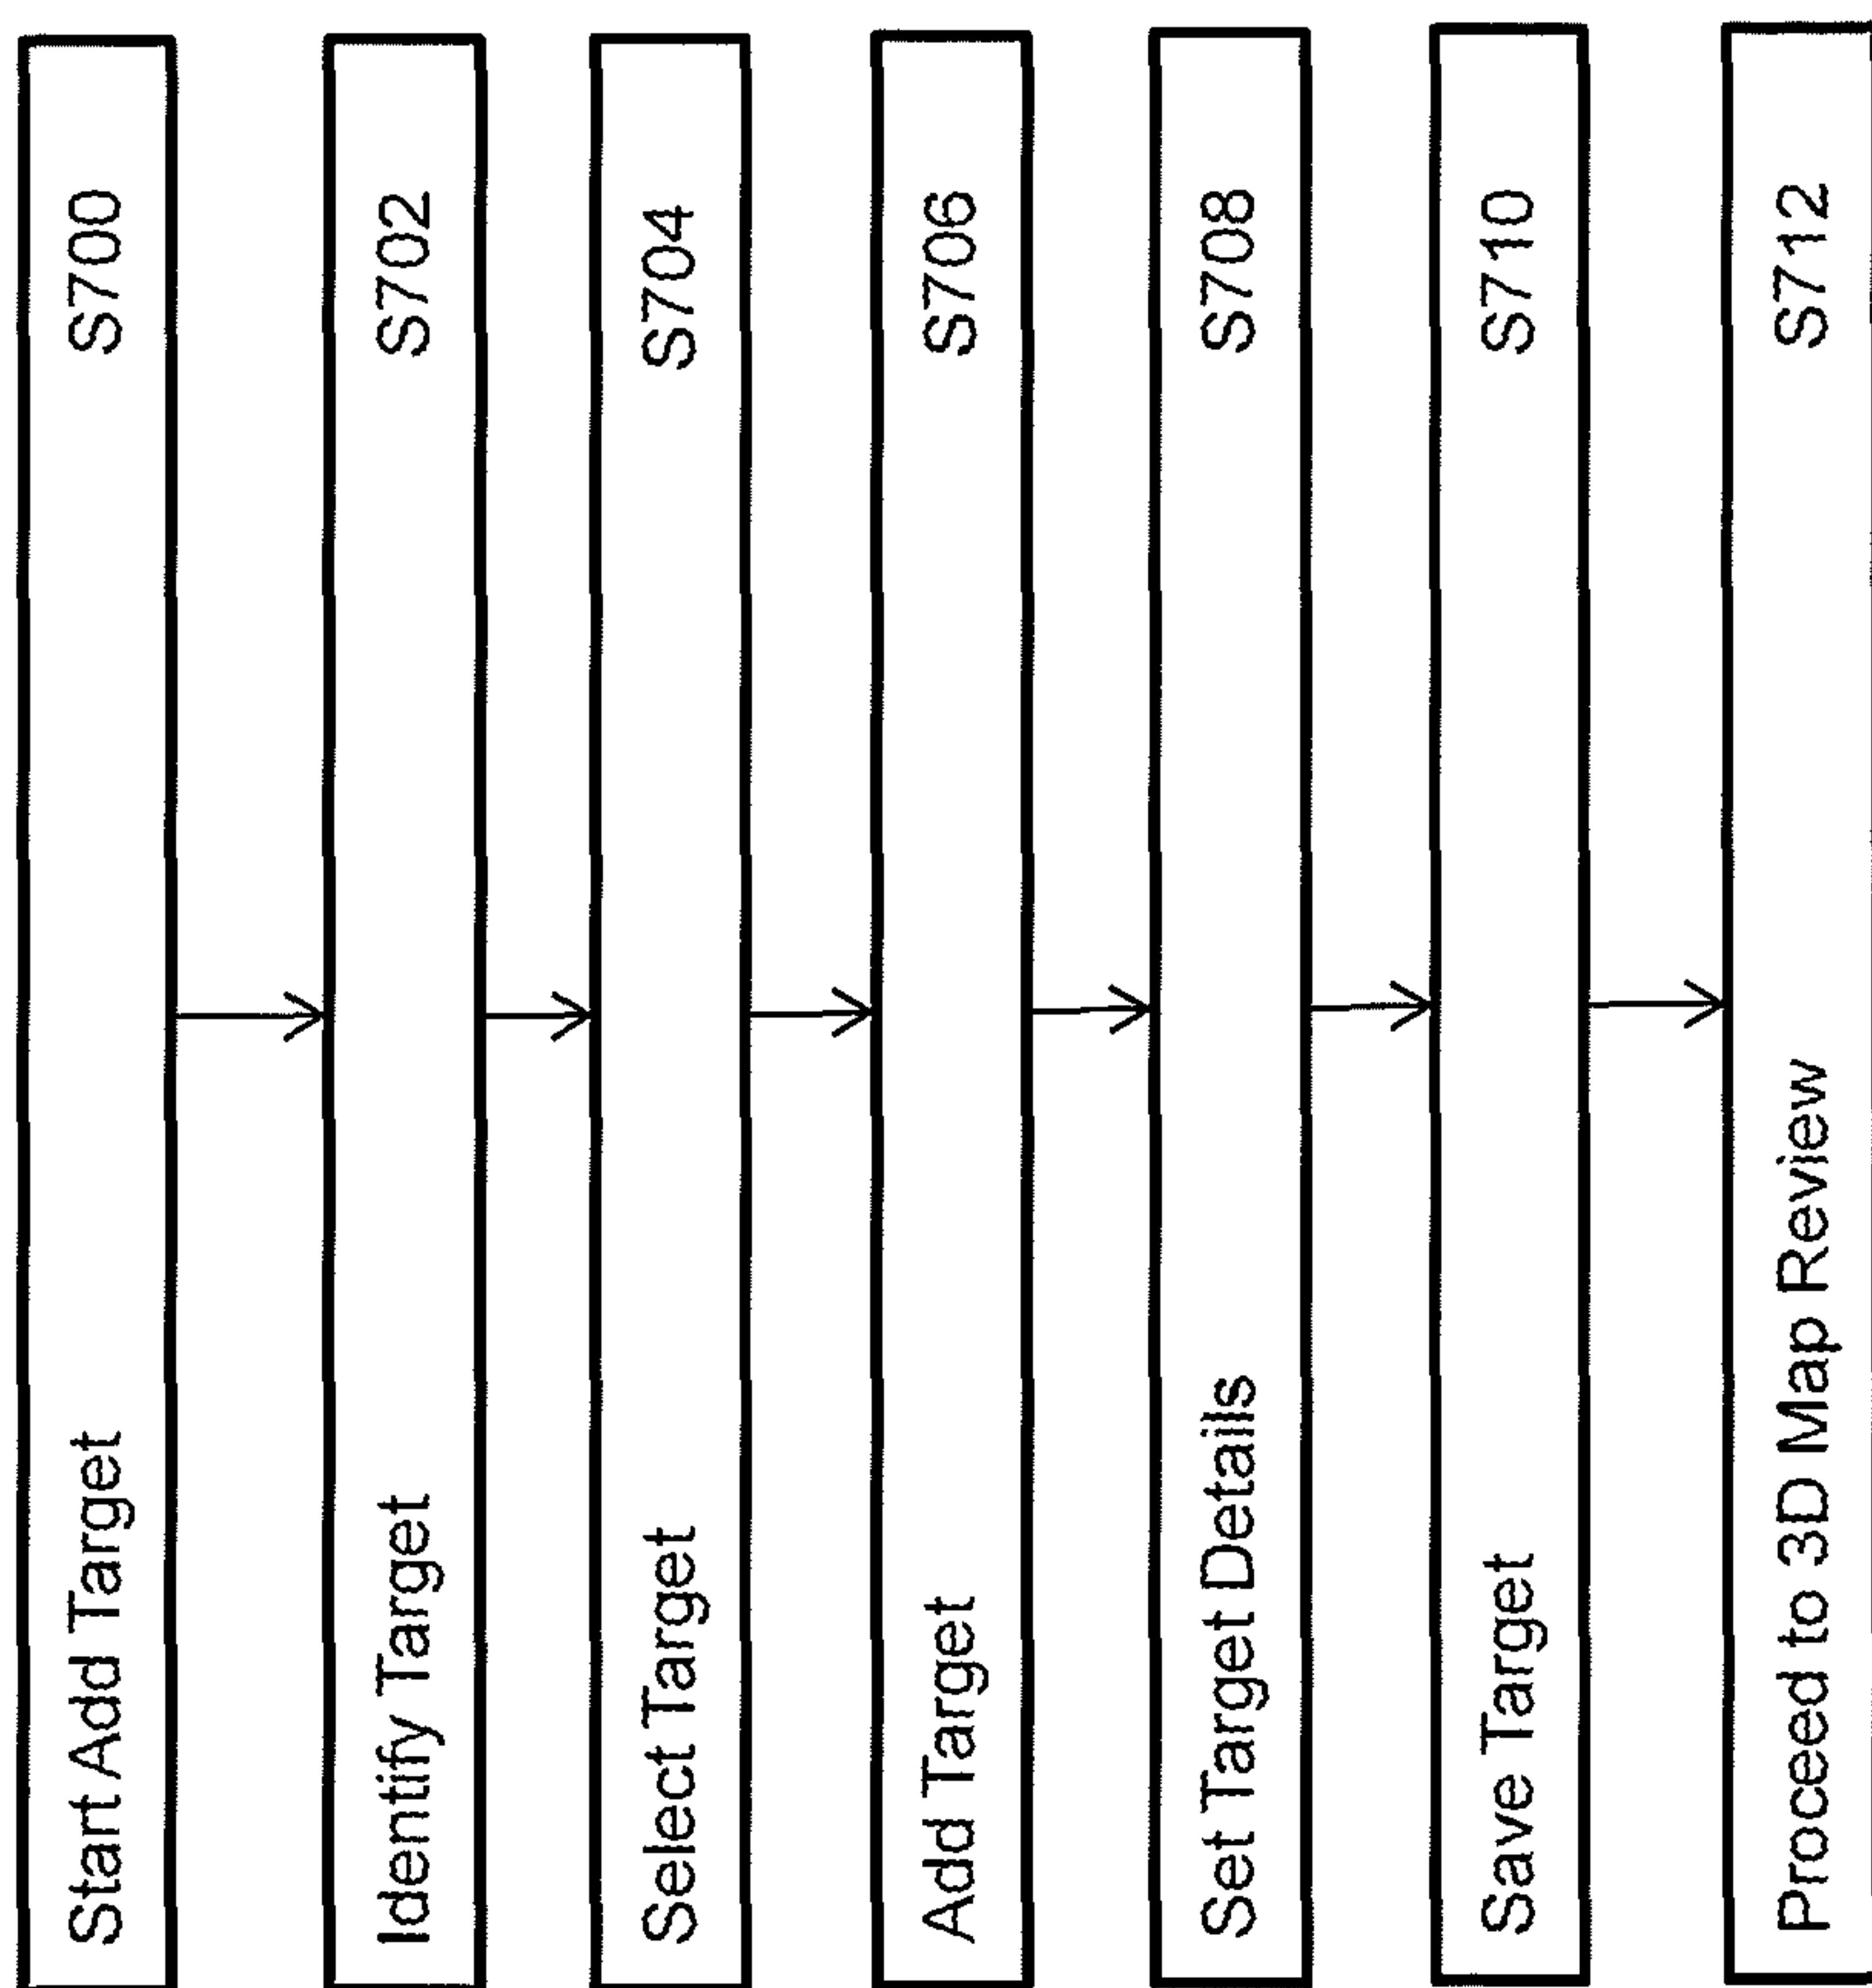 Start Add Target S700
Identify Target S702
Select Target S704
Add Target S706
Set Target Details S708
Save Target S710
Proceed to 3D Map Review S712